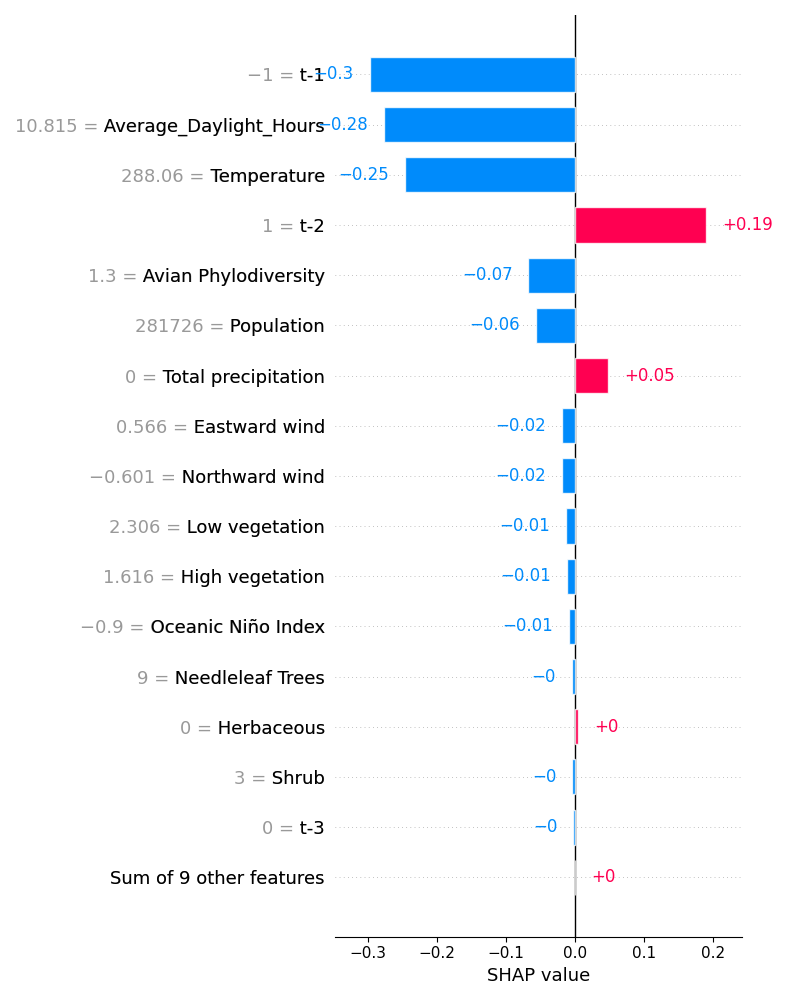 −1 = t-1 −0.3
10.815 = Average_Daylight_Hours −0.28
288.06 = Temperature −0.25
1 = t-2 +0.19
1.3 = Avian Phylodiversity −0.07
281726 = Population −0.06
0 = Total precipitation +0.05
0.566 = Eastward wind −0.02
−0.601 = Northward wind −0.02
2.306 = Low vegetation −0.01
1.616 = High vegetation −0.01
−0.9 = Oceanic Niño Index −0.01
9 = Needleleaf Trees −0
0 = Herbaceous +0
3 = Shrub −0
0 = t-3 −0
Sum of 9 other features +0
−0.3 −0.2 −0.1 0.0 0.1 0.2
SHAP value